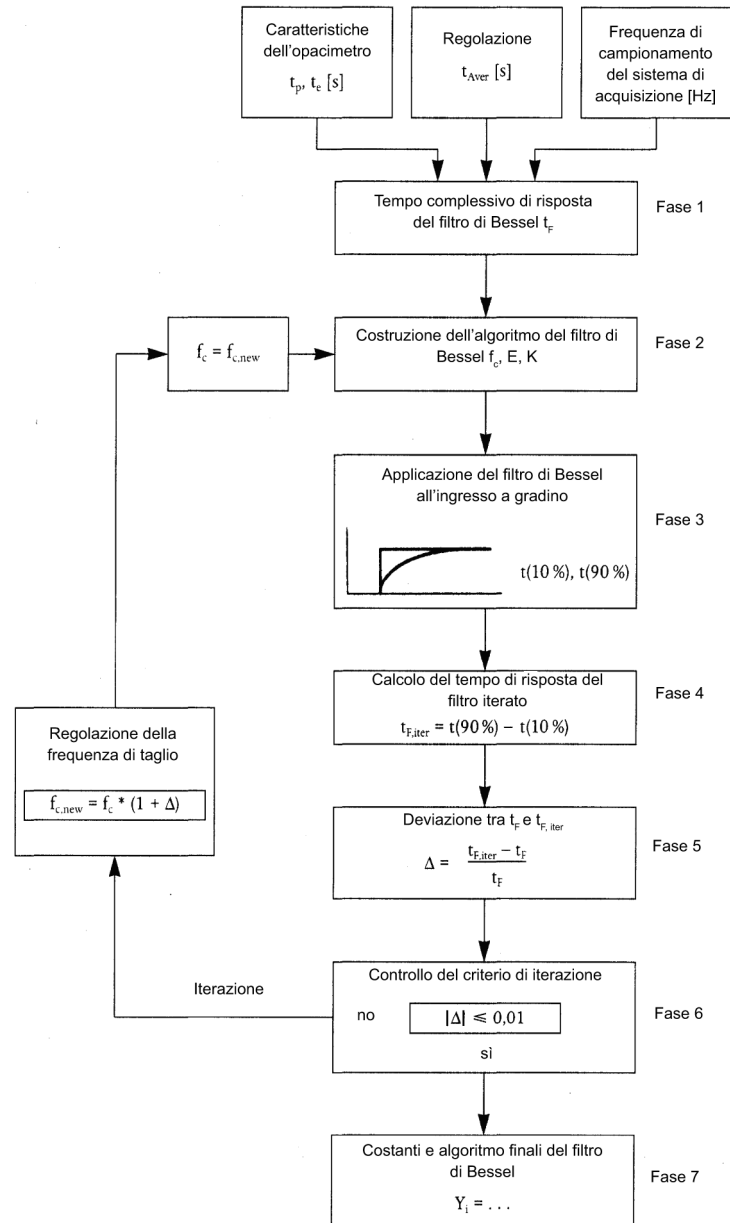 Caratteristiche
dell'opacimetro
t_p, t_e [s]
Regolazione
t_Aver [s]
Frequenza di
campionamento
del sistema di
acquisizione [Hz]
Tempo complessivo di risposta
del filtro di Bessel t_F
Fase 1
f_c = f_c,new
Costruzione dell'algoritmo del filtro di
Bessel f_c, E, K
Fase 2
Applicazione del filtro di Bessel
all'ingresso a gradino
t(10 %), t(90 %)
Fase 3
Calcolo del tempo di risposta del
filtro iterato
t_F,iter = t(90 %) − t(10 %)
Fase 4
Regolazione della
frequenza di taglio
f_c,new = f_c * (1 + Δ)
Deviazione tra t_F e t_F, iter
Δ = (t_F,iter − t_F) / t_F
Fase 5
Iterazione
Controllo del criterio di iterazione
no
|Δ| ⩽ 0,01
sì
Fase 6
Costanti e algoritmo finali del filtro
di Bessel
Y_i = . . .
Fase 7